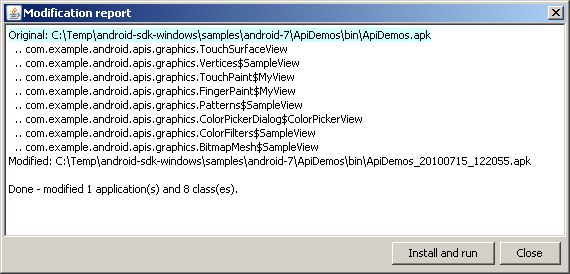 Modification report
Original: C:\Temp\android-sdk-windows\samples\android-7\ApiDemos\bin\ApiDemos.apk
.. com.example.android.apis.graphics.TouchSurfaceView
.. com.example.android.apis.graphics.Vertices$SampleView
.. com.example.android.apis.graphics.TouchPaint$MyView
.. com.example.android.apis.graphics.FingerPaint$MyView
.. com.example.android.apis.graphics.Patterns$SampleView
.. com.example.android.apis.graphics.ColorPickerDialog$ColorPickerView
.. com.example.android.apis.graphics.ColorFilters$SampleView
.. com.example.android.apis.graphics.BitmapMesh$SampleView
Modified: C:\Temp\android-sdk-windows\samples\android-7\ApiDemos\bin\ApiDemos_20100715_122055.apk
Done - modified 1 application(s) and 8 class(es).
Install and run Close